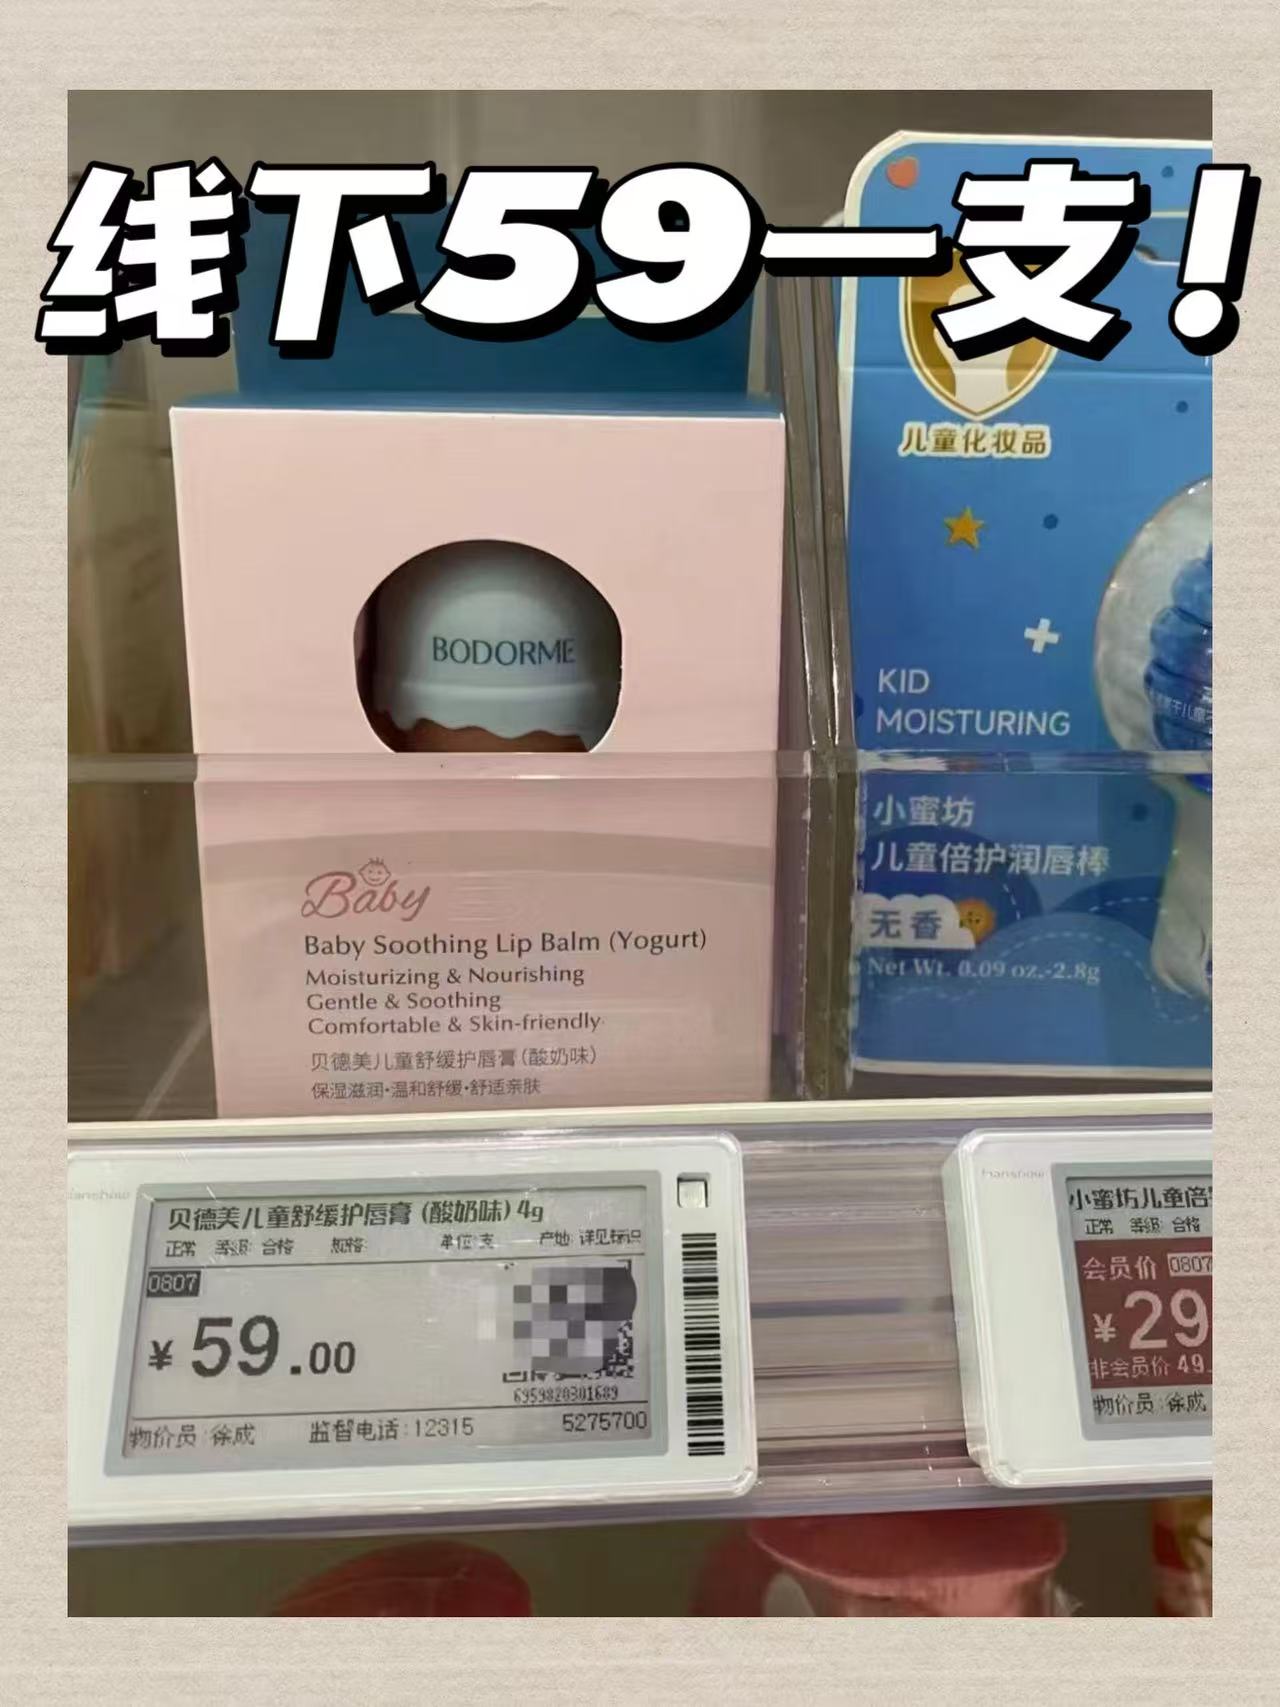 线下59一支！
儿童化妆品
BODORME
KID
MOISTURING
小蜜坊
儿童倍护润唇棒
无香
Net Wt. 0.09 oz.-2.8g
Baby
Baby Soothing Lip Balm (Yogurt)
Moisturizing & Nourishing
Gentle & Soothing
Comfortable & Skin-friendly
贝德美儿童舒缓护唇膏(酸奶味)
保湿滋润·温和舒缓·舒适亲肤
hanshow
贝德美儿童舒缓护唇膏(酸奶味)4g
正常 等级: 合格 规格: 单位:支 产地: 详见标识
0807
¥59.00
6959820301689
物价员:徐成 监督电话:12315 5275700
hanshow
小蜜坊儿童倍
正常 等级: 合格
会员价 0807
¥29
非会员价 49.
物价员:徐成